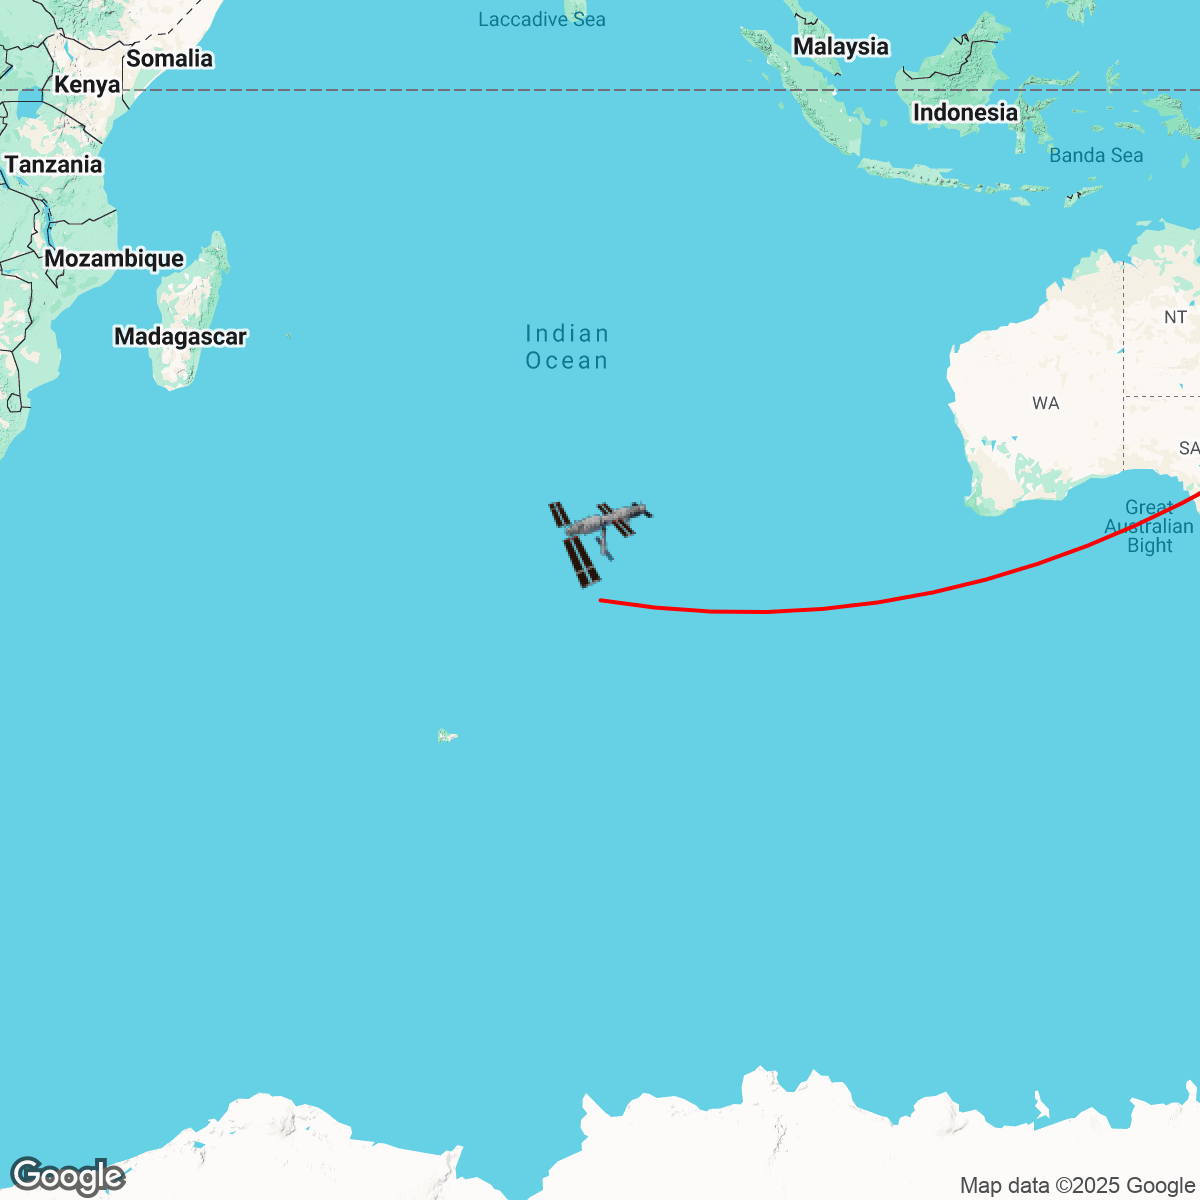 Laccadive Sea
Malaysia
Somalia
Kenya
Indonesia
Banda Sea
Tanzania
Mozambique
Madagascar
Indian
Ocean
NT
WA
SA
Great
Australian
Bight
Google
Map data ©2025 Google